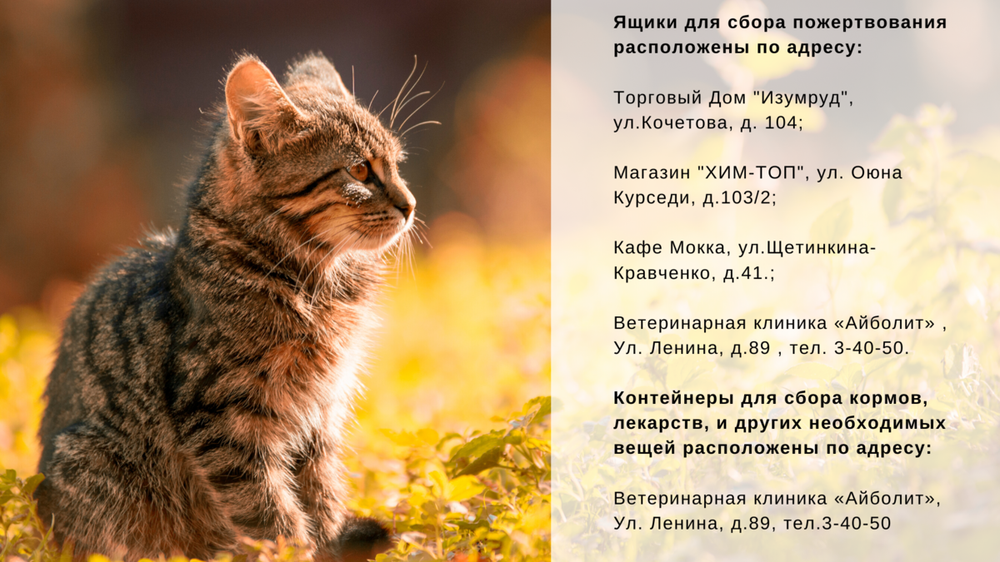 Ящики для сбора пожертвования
расположены по адресу:
Торговый Дом "Изумруд",
ул.Кочетова, д. 104;
Магазин "ХИМ-ТОП", ул. Оюна
Курседи, д.103/2;
Кафе Мокка, ул.Щетинкина-
Кравченко, д.41.;
Ветеринарная клиника «Айболит» ,
Ул. Ленина, д.89 , тел. 3-40-50.
Контейнеры для сбора кормов,
лекарств, и других необходимых
вещей расположены по адресу:
Ветеринарная клиника «Айболит»,
Ул. Ленина, д.89, тел.3-40-50